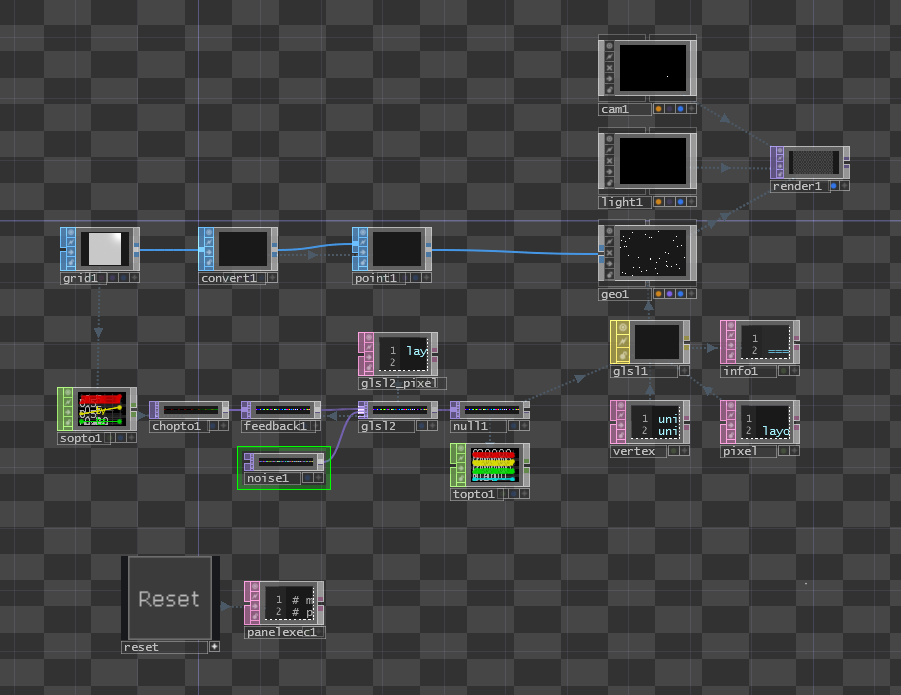 cam1
light1
render1
grid1
convert1
point1
geo1
1 lay
2
glsl2_pixel
glsl1
1
2 ====
info1
sopto1
chopto1
feedback1
glsl2
null1
1 uni
2 uni
vertex
1 layo
2
pixel
noise1
topto1
Reset
reset
1 # m
2 # p
panelexec1